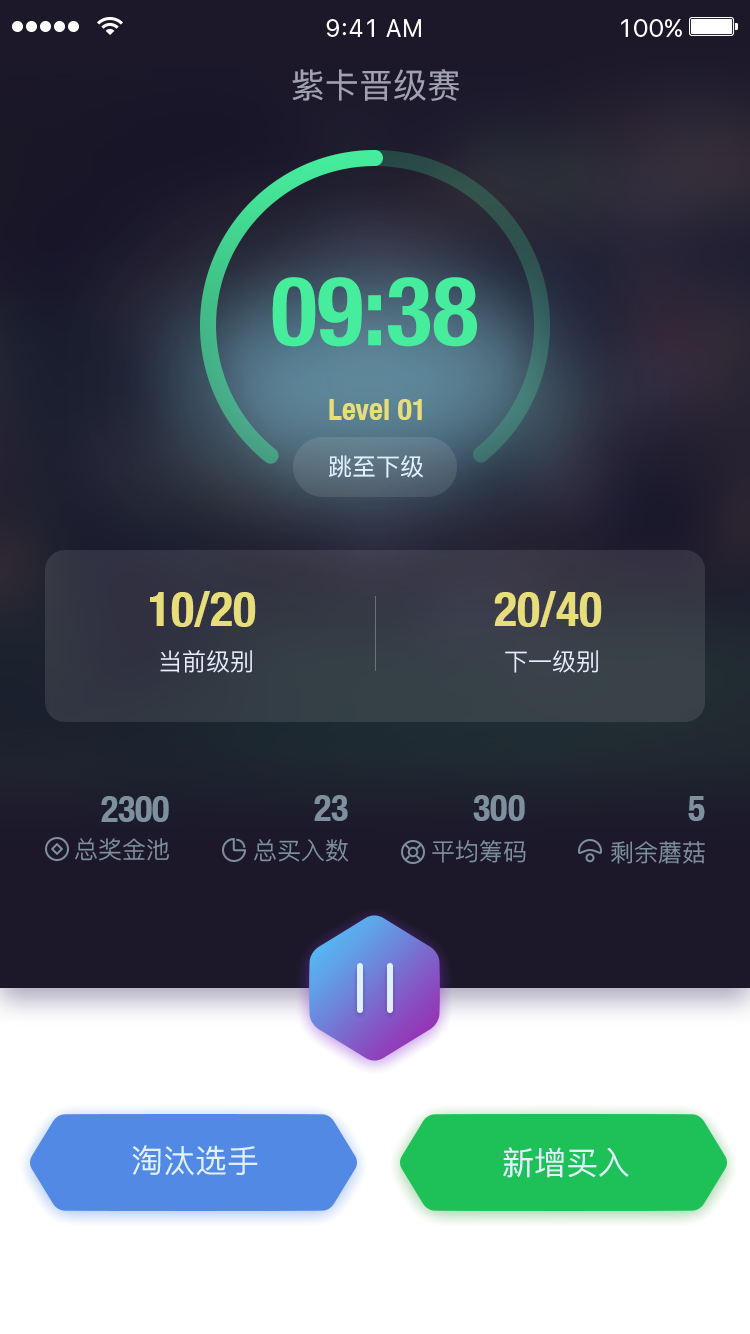 9:41 AM 100%
紫卡晋级赛
09:38
Level 01
跳至下级
10/20 20/40
当前级别 下一级别
2300 23 300 5
总奖金池 总买入数 平均筹码 剩余蘑菇
淘汰选手 新增买入